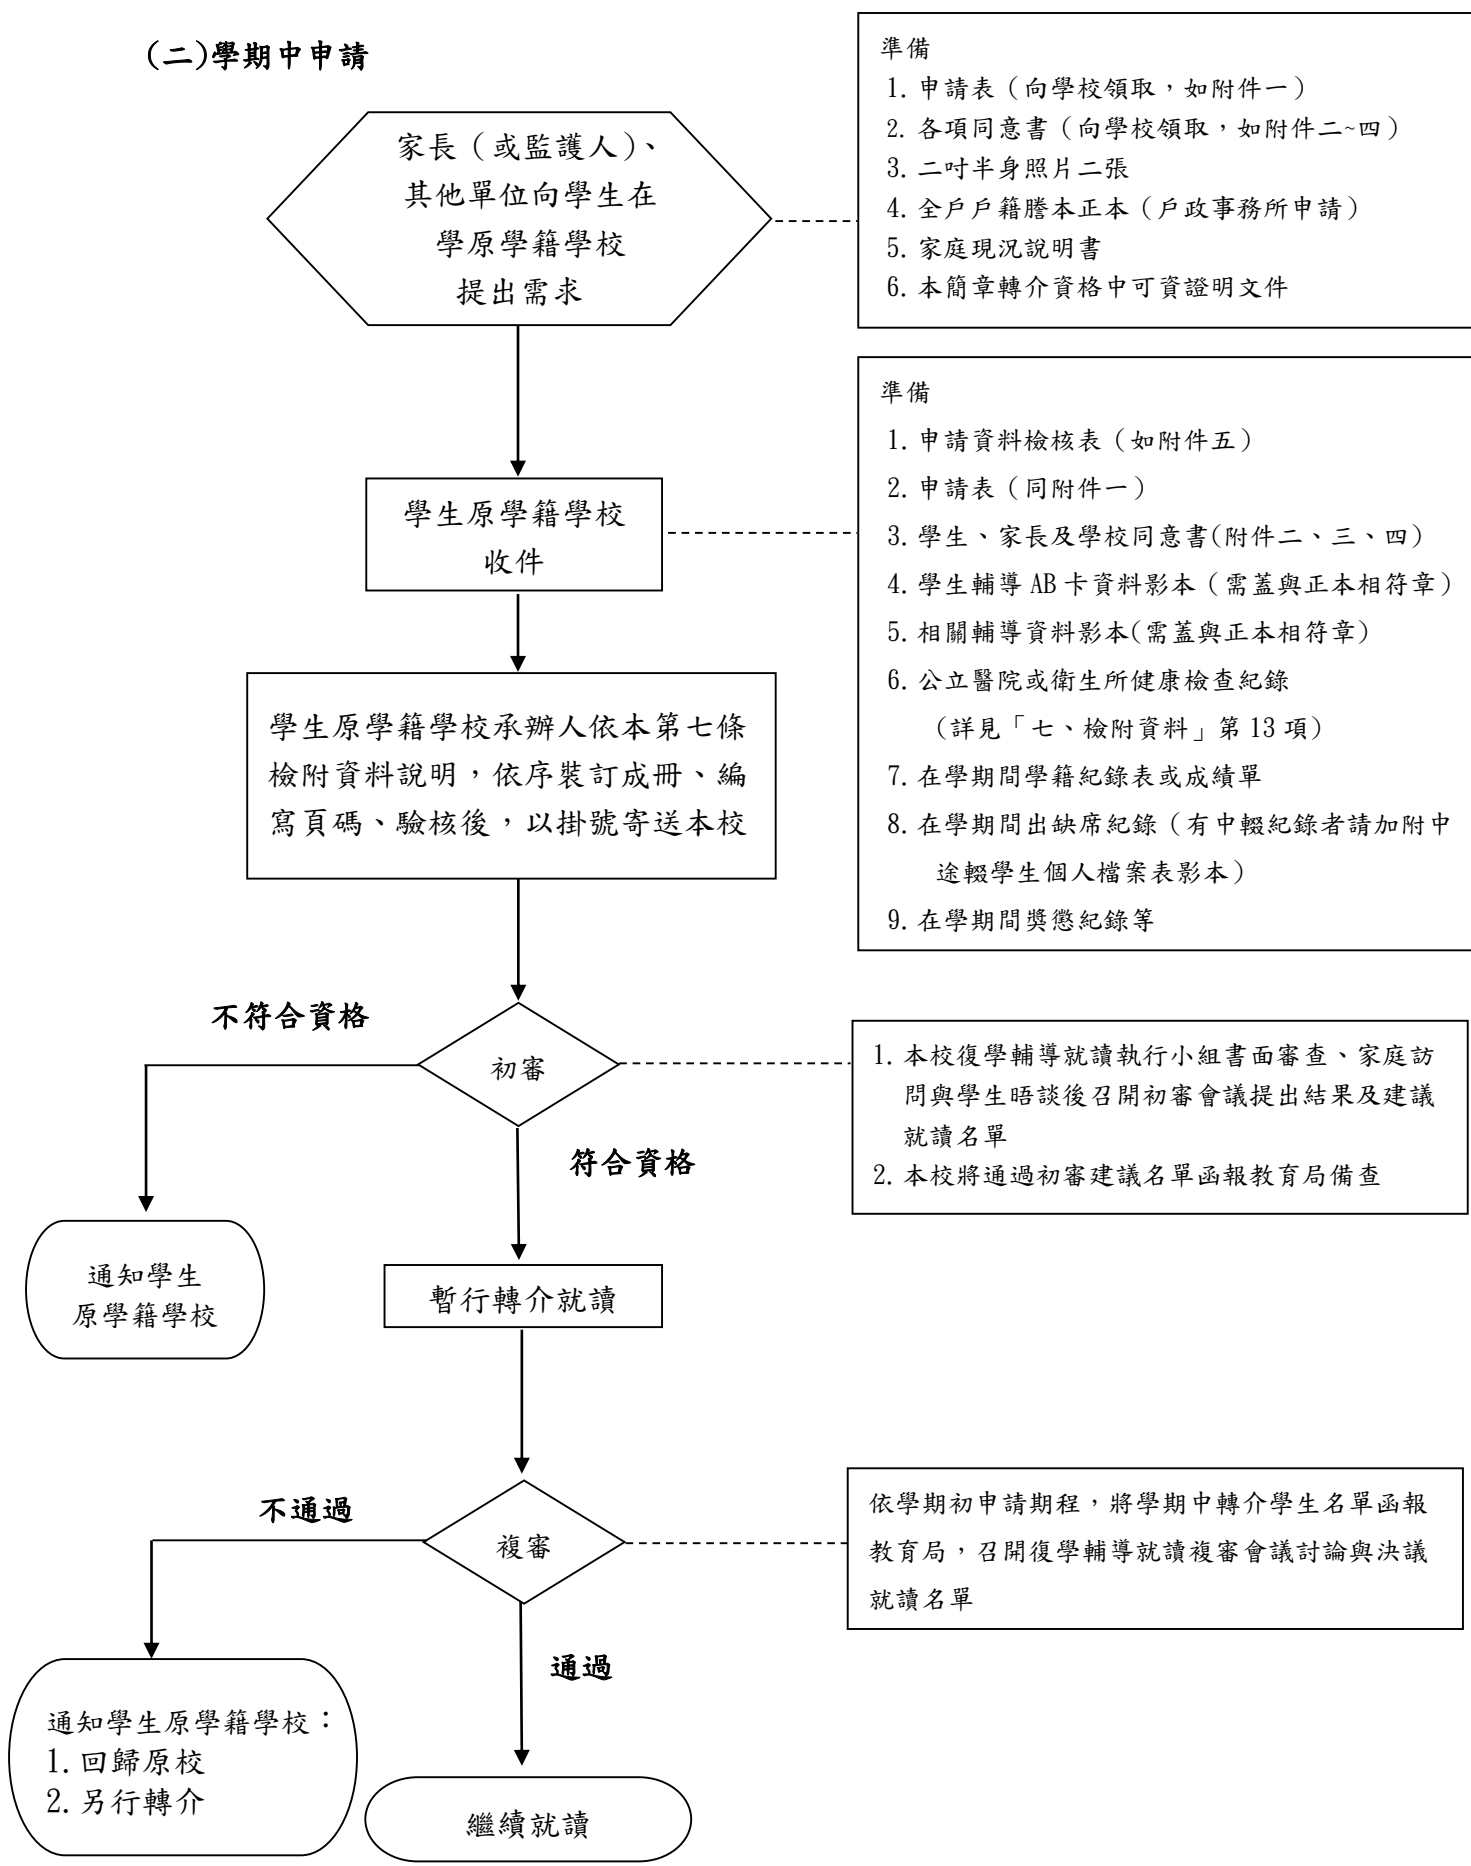 (二)學期中申請
家長（或監護人）、
其他單位向學生在
學原學籍學校
提出需求
準備
1. 申請表（向學校領取，如附件一）
2. 各項同意書（向學校領取，如附件二~四）
3. 二吋半身照片二張
4. 全戶戶籍謄本正本（戶政事務所申請）
5. 家庭現況說明書
6. 本簡章轉介資格中可資證明文件
學生原學籍學校
收件
準備
1. 申請資料檢核表（如附件五）
2. 申請表（同附件一）
3. 學生、家長及學校同意書(附件二、三、四）
4. 學生輔導 AB 卡資料影本（需蓋與正本相符章）
5. 相關輔導資料影本(需蓋與正本相符章）
6. 公立醫院或衛生所健康檢查紀錄
（詳見「七、檢附資料」第 13 項）
7. 在學期間學籍紀錄表或成績單
8. 在學期間出缺席紀錄（有中輟紀錄者請加附中
途輟學生個人檔案表影本）
9. 在學期間獎懲紀錄等
學生原學籍學校承辦人依本第七條
檢附資料說明，依序裝訂成冊、編
寫頁碼、驗核後，以掛號寄送本校
不符合資格
初審
符合資格
1. 本校復學輔導就讀執行小組書面審查、家庭訪
問與學生晤談後召開初審會議提出結果及建議
就讀名單
2. 本校將通過初審建議名單函報教育局備查
通知學生
原學籍學校
暫行轉介就讀
不通過
複審
通過
依學期初申請期程，將學期中轉介學生名單函報
教育局，召開復學輔導就讀複審會議討論與決議
就讀名單
通知學生原學籍學校：
1. 回歸原校
2. 另行轉介
繼續就讀